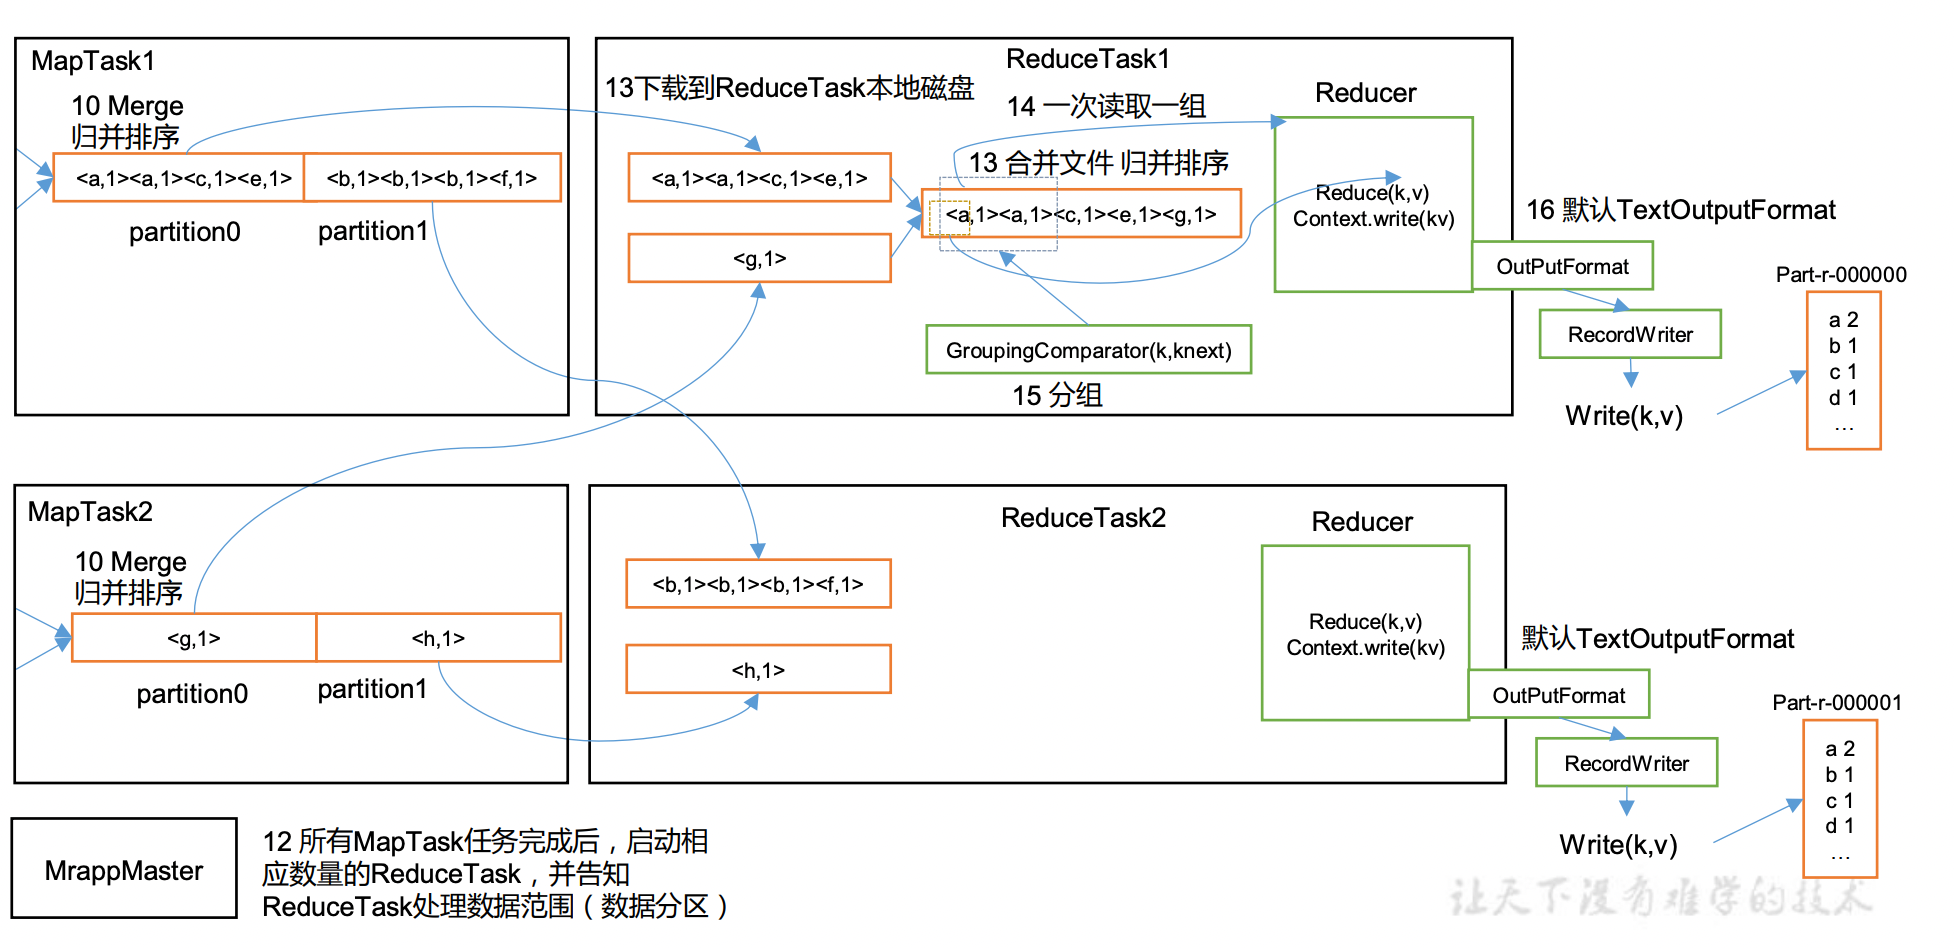 MapTask1
10 Merge
归并排序
<a,1><a,1><c,1><e,1>
<b,1><b,1><b,1><f,1>
partition0
partition1
ReduceTask1
13下载到ReduceTask本地磁盘
14 一次读取一组
Reducer
<a,1><a,1><c,1><e,1>
13 合并文件 归并排序
<a,1><a,1><c,1><e,1><g,1>
<g,1>
Reduce(k,v)
Context.write(kv)
GroupingComparator(k,knext)
15 分组
16 默认TextOutputFormat
OutPutFormat
RecordWriter
Write(k,v)
Part-r-000000
a 2
b 1
c 1
d 1
...
MapTask2
10 Merge
归并排序
<g,1>
<h,1>
partition0
partition1
ReduceTask2
Reducer
<b,1><b,1><b,1><f,1>
<h,1>
Reduce(k,v)
Context.write(kv)
默认TextOutputFormat
OutPutFormat
RecordWriter
Write(k,v)
Part-r-000001
a 2
b 1
c 1
d 1
...
MrappMaster
12 所有MapTask任务完成后，启动相
应数量的ReduceTask，并告知
ReduceTask处理数据范围（数据分区）
让天下没有难学的技术